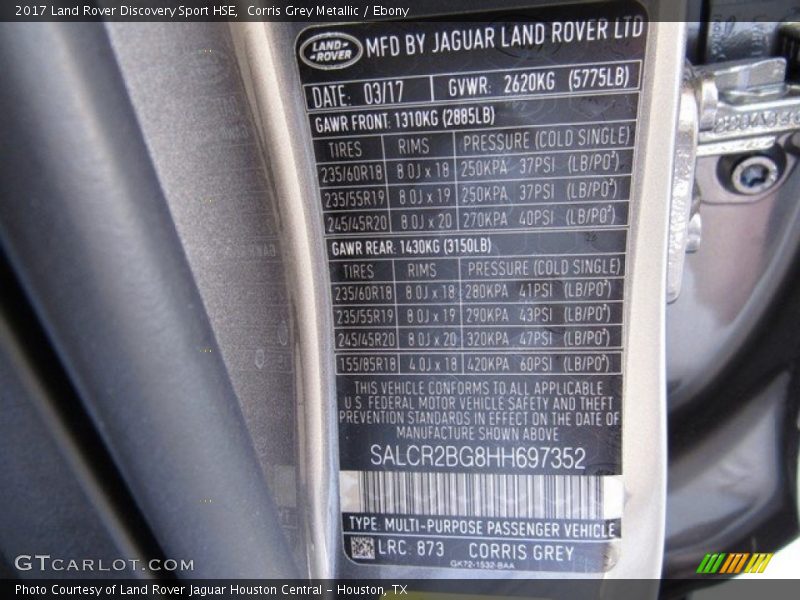 2017 Land Rover Discovery Sport HSE, Corris Grey Metallic / Ebony
LAND ROVER MFD BY JAGUAR LAND ROVER LTD
DATE: 03/17 GVWR: 2620KG (5775LB)
GAWR FRONT: 1310KG (2885LB)
TIRES RIMS PRESSURE (COLD SINGLE)
235/60R18 8.0J x 18 250KPA 37PSI (LB/PO²)
235/55R19 8.0J x 19 250KPA 37PSI (LB/PO²)
245/45R20 8.0J x 20 270KPA 40PSI (LB/PO²)
GAWR REAR: 1430KG (3150LB)
TIRES RIMS PRESSURE (COLD SINGLE)
235/60R18 8.0J x 18 280KPA 41PSI (LB/PO²)
235/55R19 8.0J x 19 290KPA 43PSI (LB/PO²)
245/45R20 8.0J x 20 320KPA 47PSI (LB/PO²)
155/85R18 4.0J x 18 420KPA 60PSI (LB/PO²)
THIS VEHICLE CONFORMS TO ALL APPLICABLE
U.S. FEDERAL MOTOR VEHICLE SAFETY AND THEFT
PREVENTION STANDARDS IN EFFECT ON THE DATE OF
MANUFACTURE SHOWN ABOVE
SALCR2BG8HH697352
TYPE: MULTI-PURPOSE PASSENGER VEHICLE
LRC: 873 CORRIS GREY
GK72-1532-BAA
GTCARLOT.COM
Photo Courtesy of Land Rover Jaguar Houston Central - Houston, TX